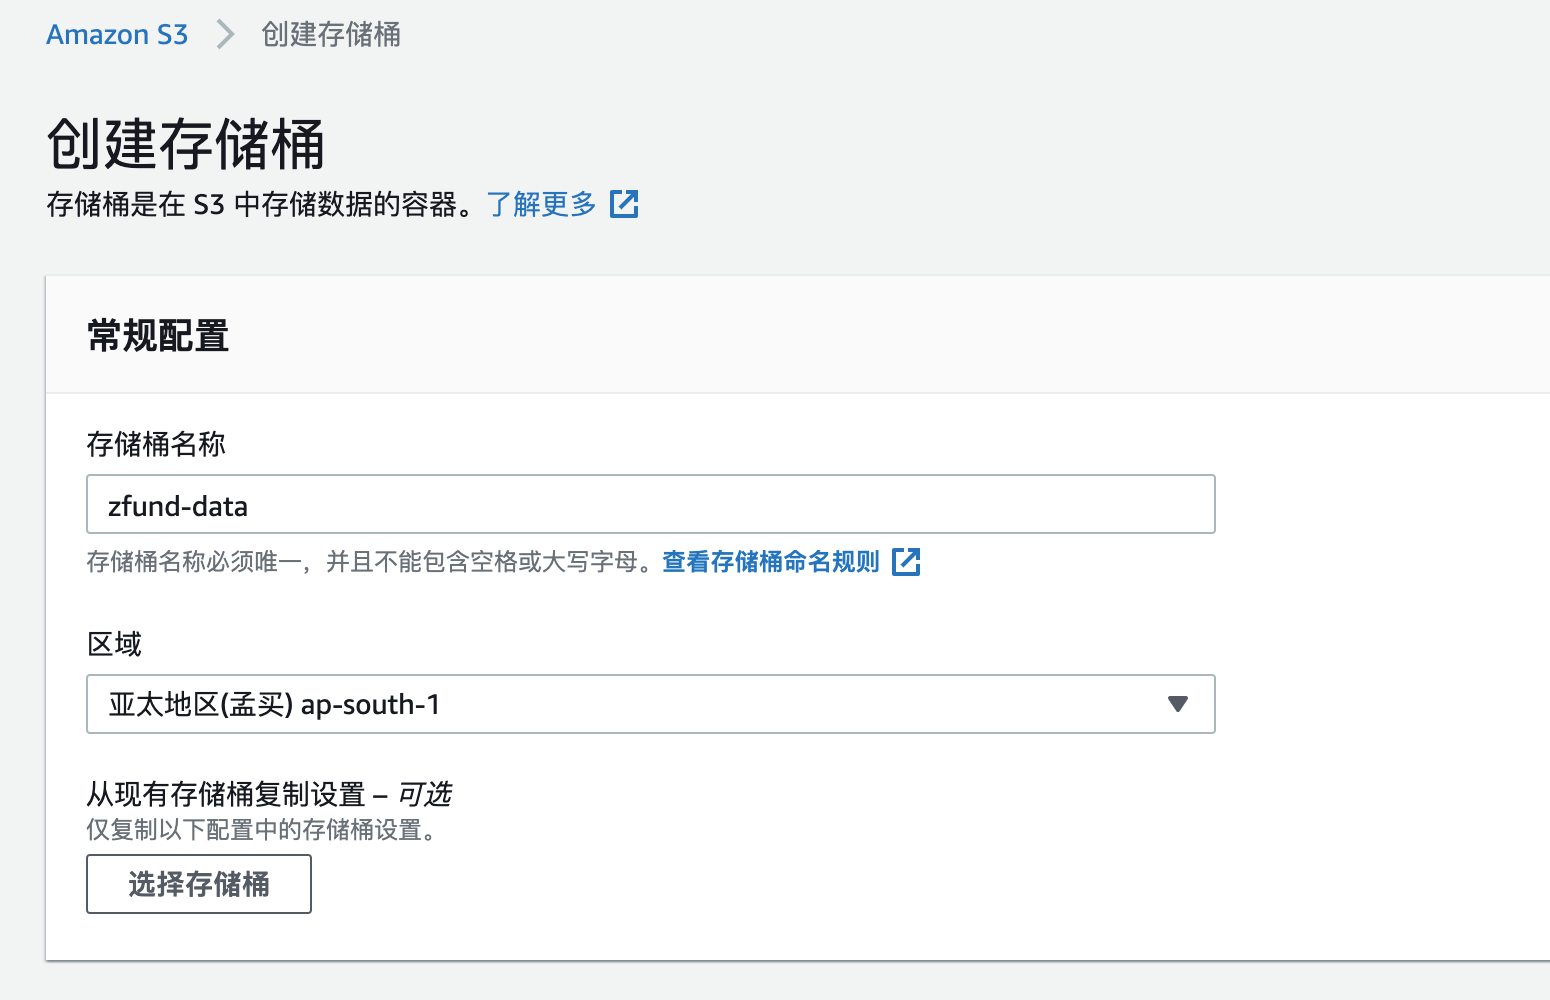 Amazon S3 > 创建存储桶
创建存储桶
存储桶是在 S3 中存储数据的容器。了解更多
常规配置
存储桶名称
zfund-data
存储桶名称必须唯一，并且不能包含空格或大写字母。查看存储桶命名规则
区域
亚太地区(孟买) ap-south-1
从现有存储桶复制设置 – 可选
仅复制以下配置中的存储桶设置。
选择存储桶